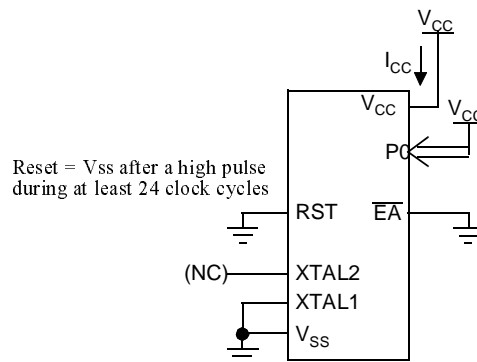 VCC
ICC
VCC
VCC
P0
Reset = Vss after a high pulse
during at least 24 clock cycles
RST
EA
(NC)
XTAL2
XTAL1
VSS